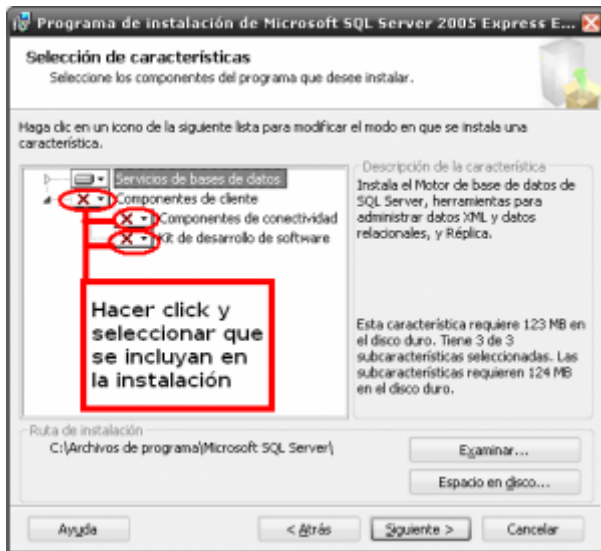 Programa de instalación de Microsoft SQL Server 2005 Express E...
Selección de características
Seleccione los componentes del programa que desee instalar.
Haga clic en un icono de la siguiente lista para modificar el modo en que se instala una
característica.
Servicios de bases de datos
Componentes de cliente
Componentes de conectividad
Kit de desarrollo de software
Hacer click y
seleccionar que
se incluyan en
la instalación
Descripción de la característica
Instala el Motor de base de datos de
SQL Server, herramientas para
administrar datos XML y datos
relacionales, y Réplica.
Esta característica requiere 123 MB en
el disco duro. Tiene 3 de 3
subcaracterísticas seleccionadas. Las
subcaracterísticas requieren 124 MB
en el disco duro.
Ruta de instalación
C:\Archivos de programa\Microsoft SQL Server\
Examinar...
Espacio en disco...
Ayuda
< Atrás
Siguiente >
Cancelar